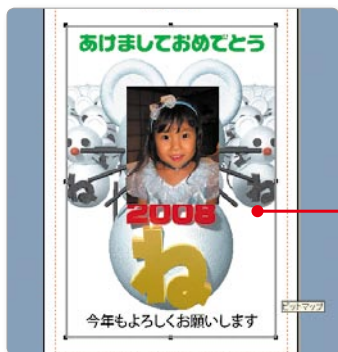 あけましておめでとう
ね
ね
2008
ね
ビットマップ
今年もよろしくお願いします